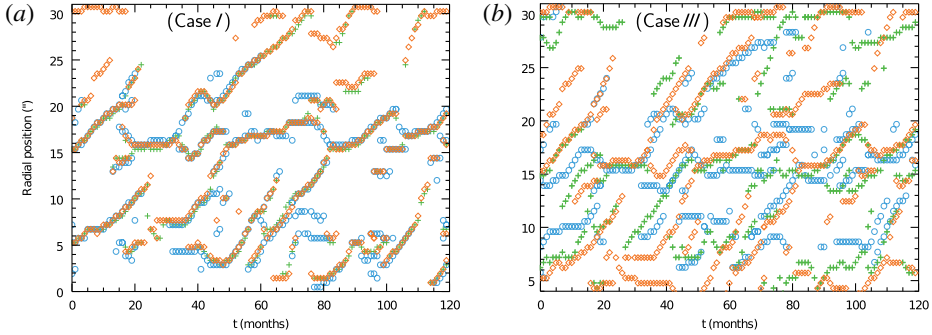 (a) (b)
(Case I) (Case III)
30 30
25 25
20 20
15 15
10 10
5 5
0
Radial position (°)
0 20 40 60 80 100 120 0 20 40 60 80 100 120
t (months) t (months)